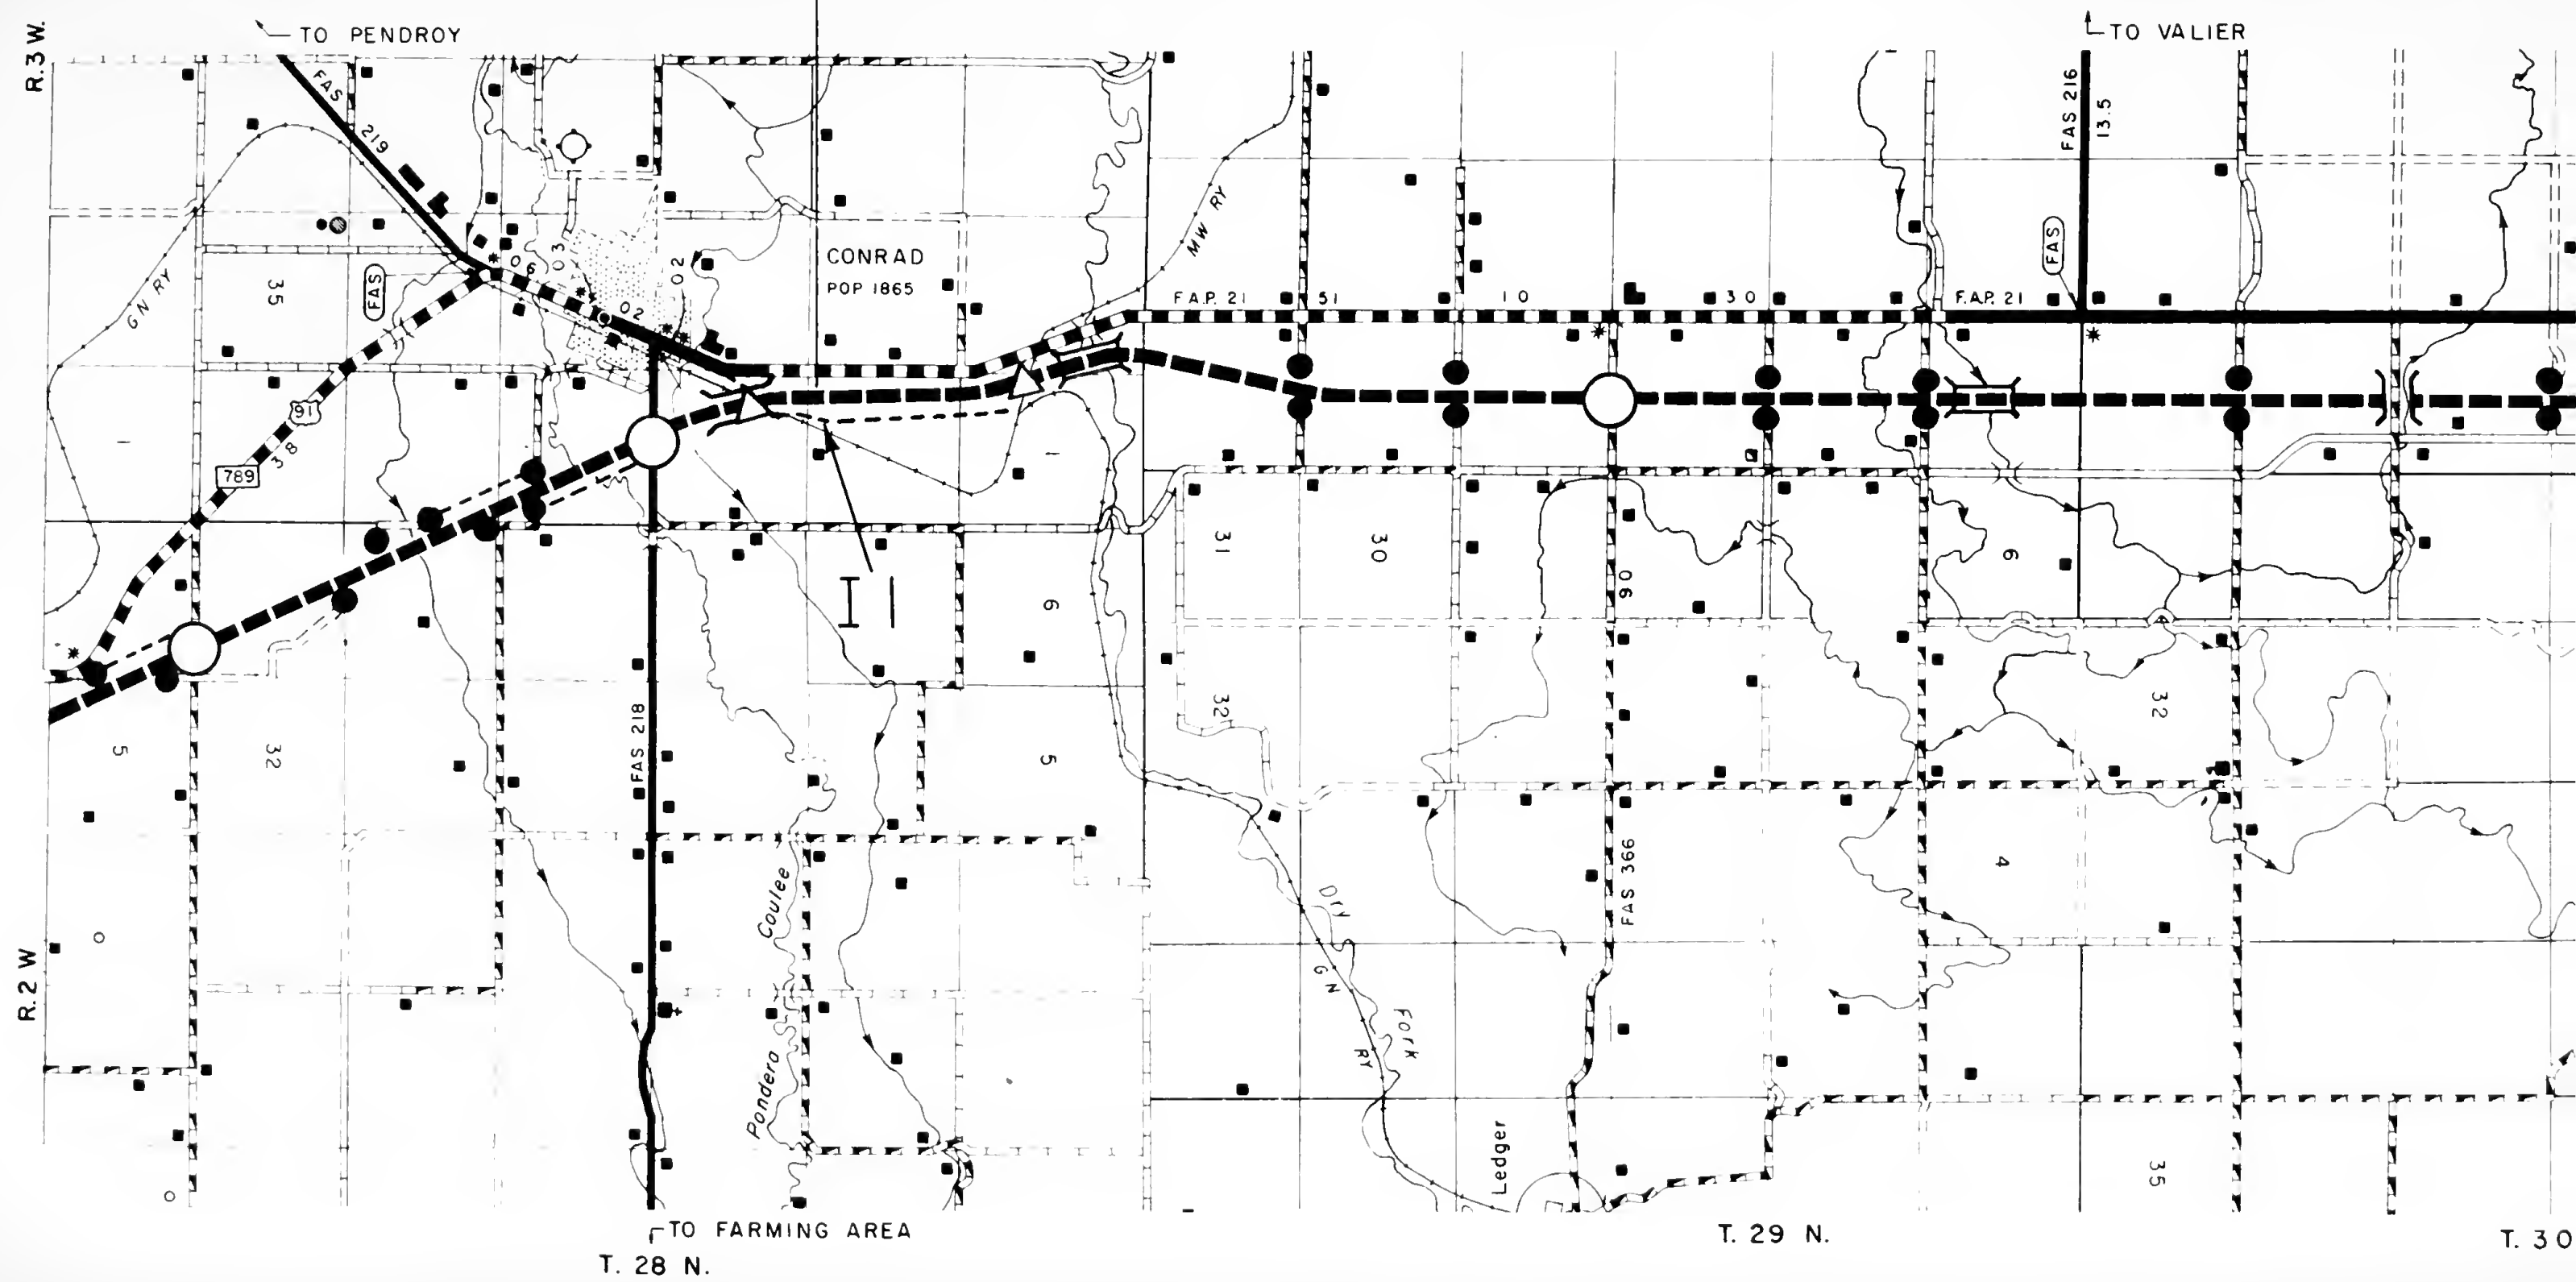 TO PENDROY
TO VALIER
R. 3 W.
FAS 219
FAS 216
13.5
GN RY
MW RY
35
FAS
06
03
02
02
CONRAD
POP 1865
F.A.P. 21
51
10
30
F.A.P. 21
FAS
91
38
789
1
1
31
30
90
6
6
I 1
FAS 218
5
32
5
32
32
FAS 366
4
R. 2 W
Pondera Coulee
Dry Fork
GN RY
Ledger
35
TO FARMING AREA
T. 28 N.
T. 29 N.
T. 30